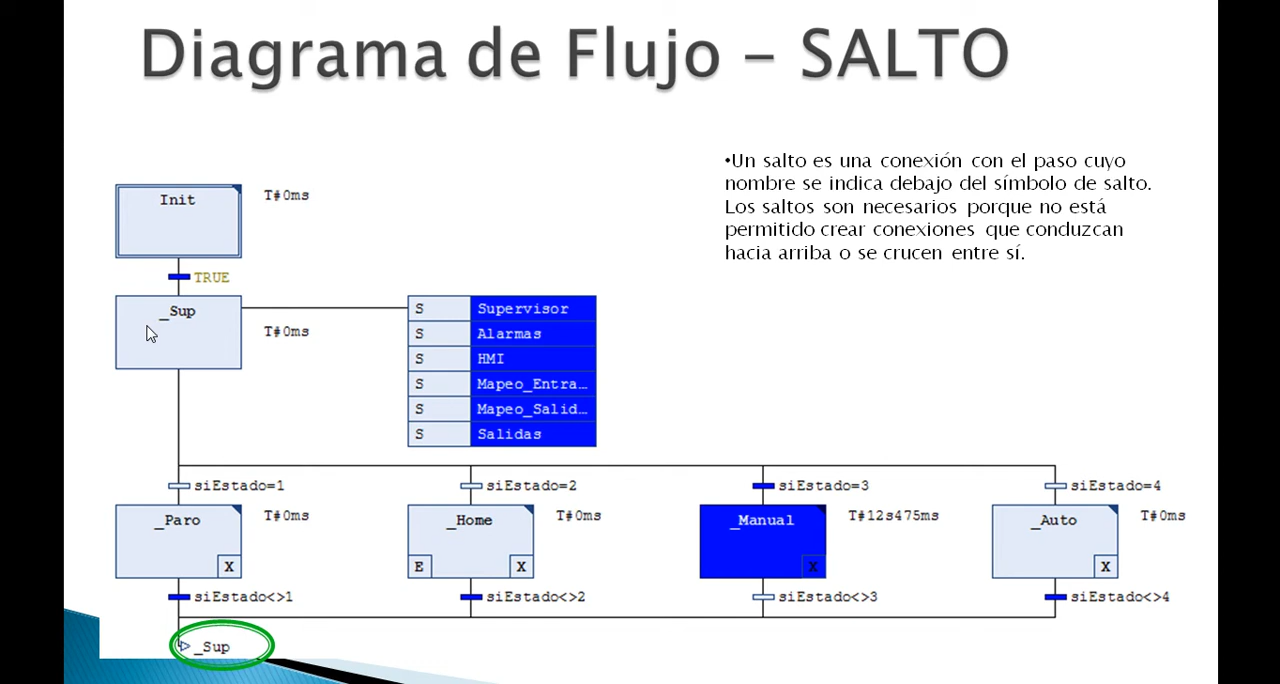 Diagrama de Flujo - SALTO
•Un salto es una conexión con el paso cuyo
nombre se indica debajo del símbolo de salto.
Los saltos son necesarios porque no está
permitido crear conexiones que conduzcan
hacia arriba o se crucen entre sí.
Init
T#0ms
TRUE
_Sup
T#0ms
S Supervisor
S Alarmas
S HMI
S Mapeo_Entra...
S Mapeo_Salid...
S Salidas
siEstado=1 siEstado=2 siEstado=3 siEstado=4
_Paro T#0ms _Home T#0ms _Manual T#12s475ms _Auto T#0ms
X E X X X
siEstado<>1 siEstado<>2 siEstado<>3 siEstado<>4
_Sup